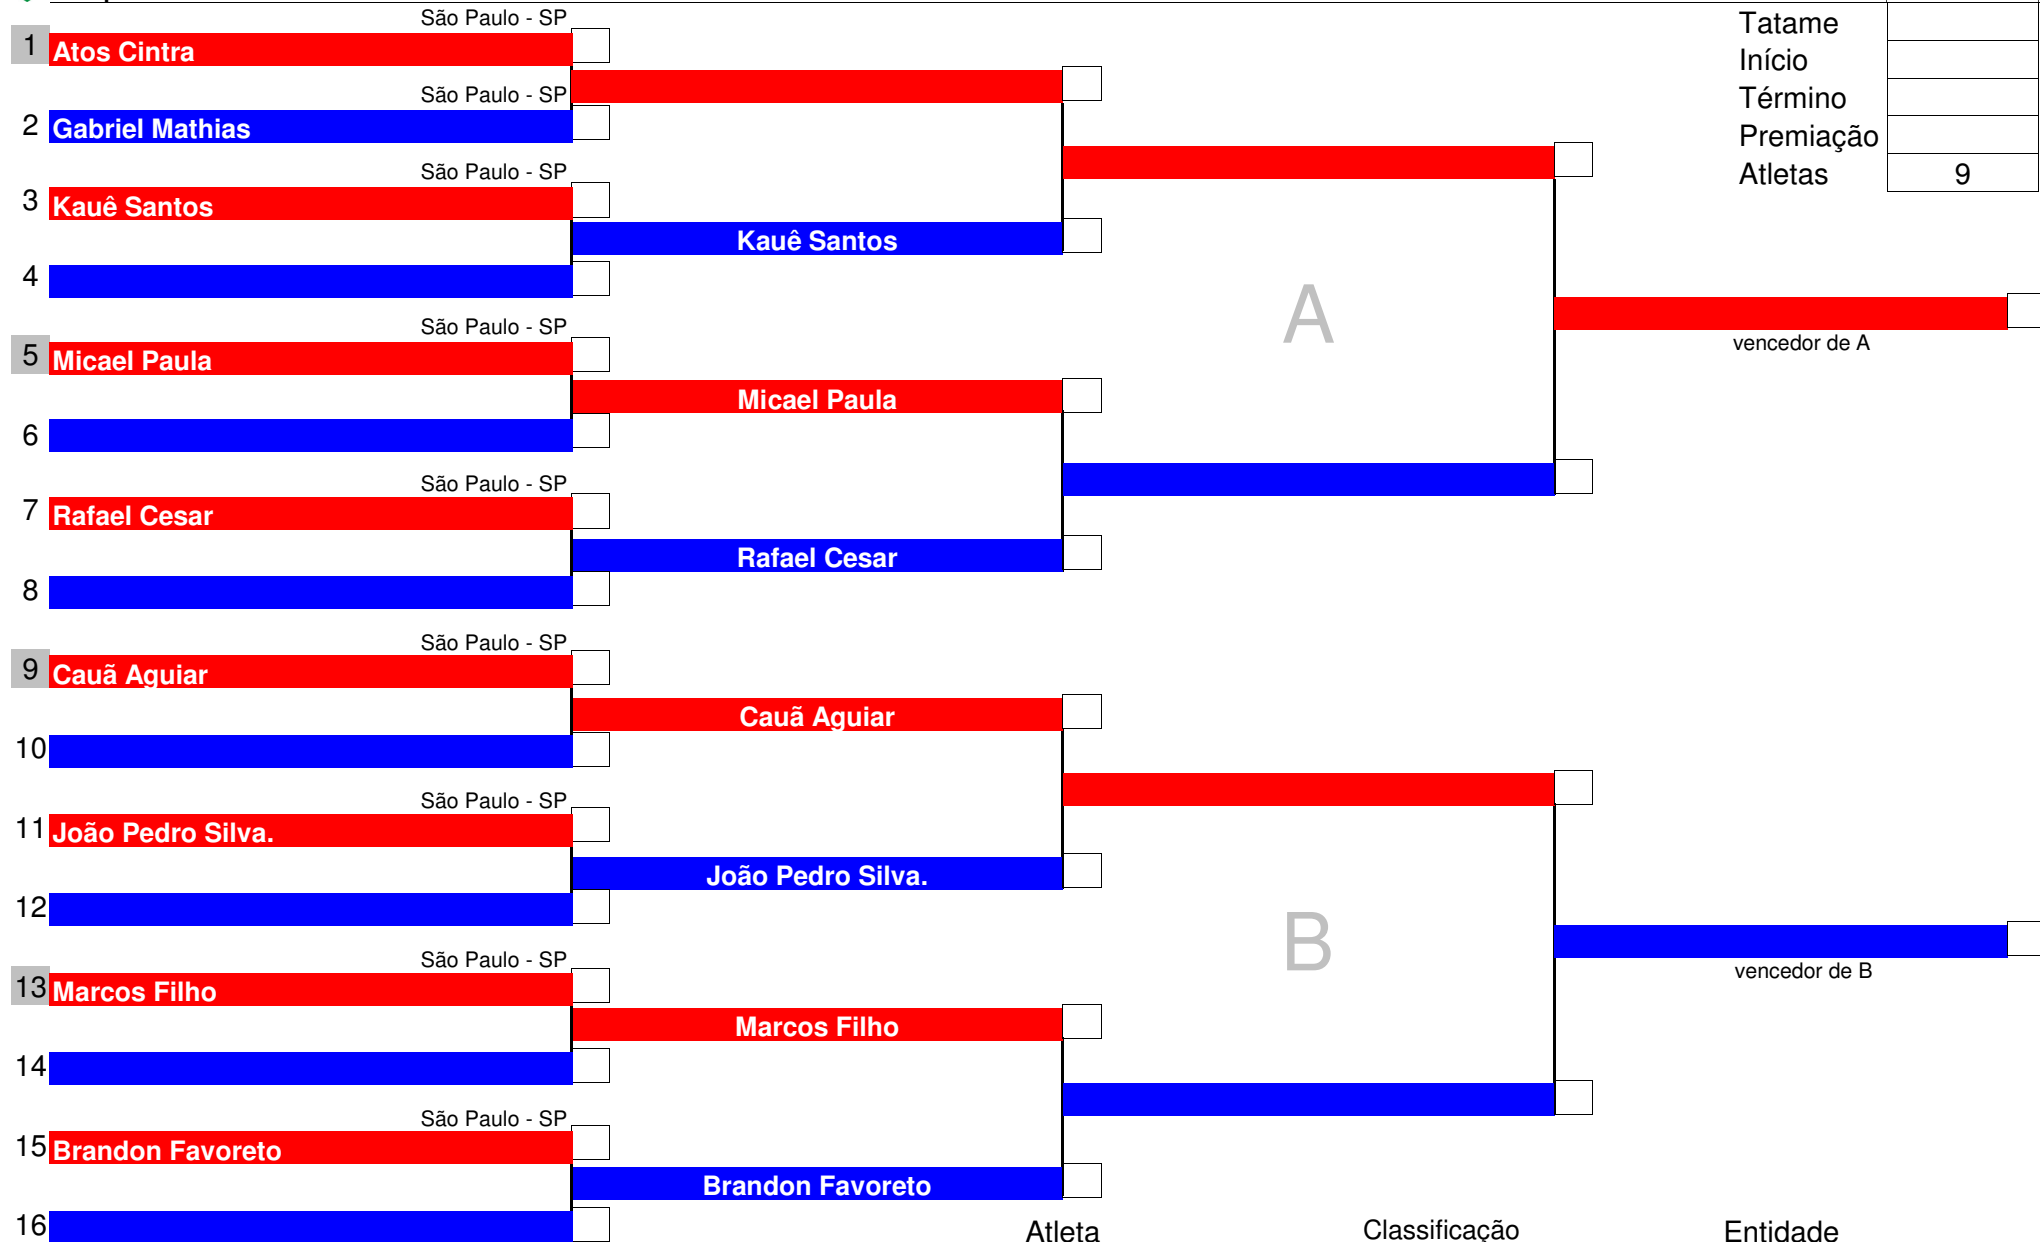 São Paulo - SP
1 Atos Cintra
São Paulo - SP
2 Gabriel Mathias
São Paulo - SP
3 Kauê Santos
Kauê Santos
4
São Paulo - SP
5 Micael Paula
Micael Paula
6
São Paulo - SP
7 Rafael Cesar
Rafael Cesar
8
São Paulo - SP
9 Cauã Aguiar
Cauã Aguiar
10
São Paulo - SP
11 João Pedro Silva.
João Pedro Silva.
12
São Paulo - SP
13 Marcos Filho
Marcos Filho
14
São Paulo - SP
15 Brandon Favoreto
Brandon Favoreto
16
A
B
vencedor de A
vencedor de B
Tatame
Início
Término
Premiação
Atletas 9
Atleta Classificação Entidade